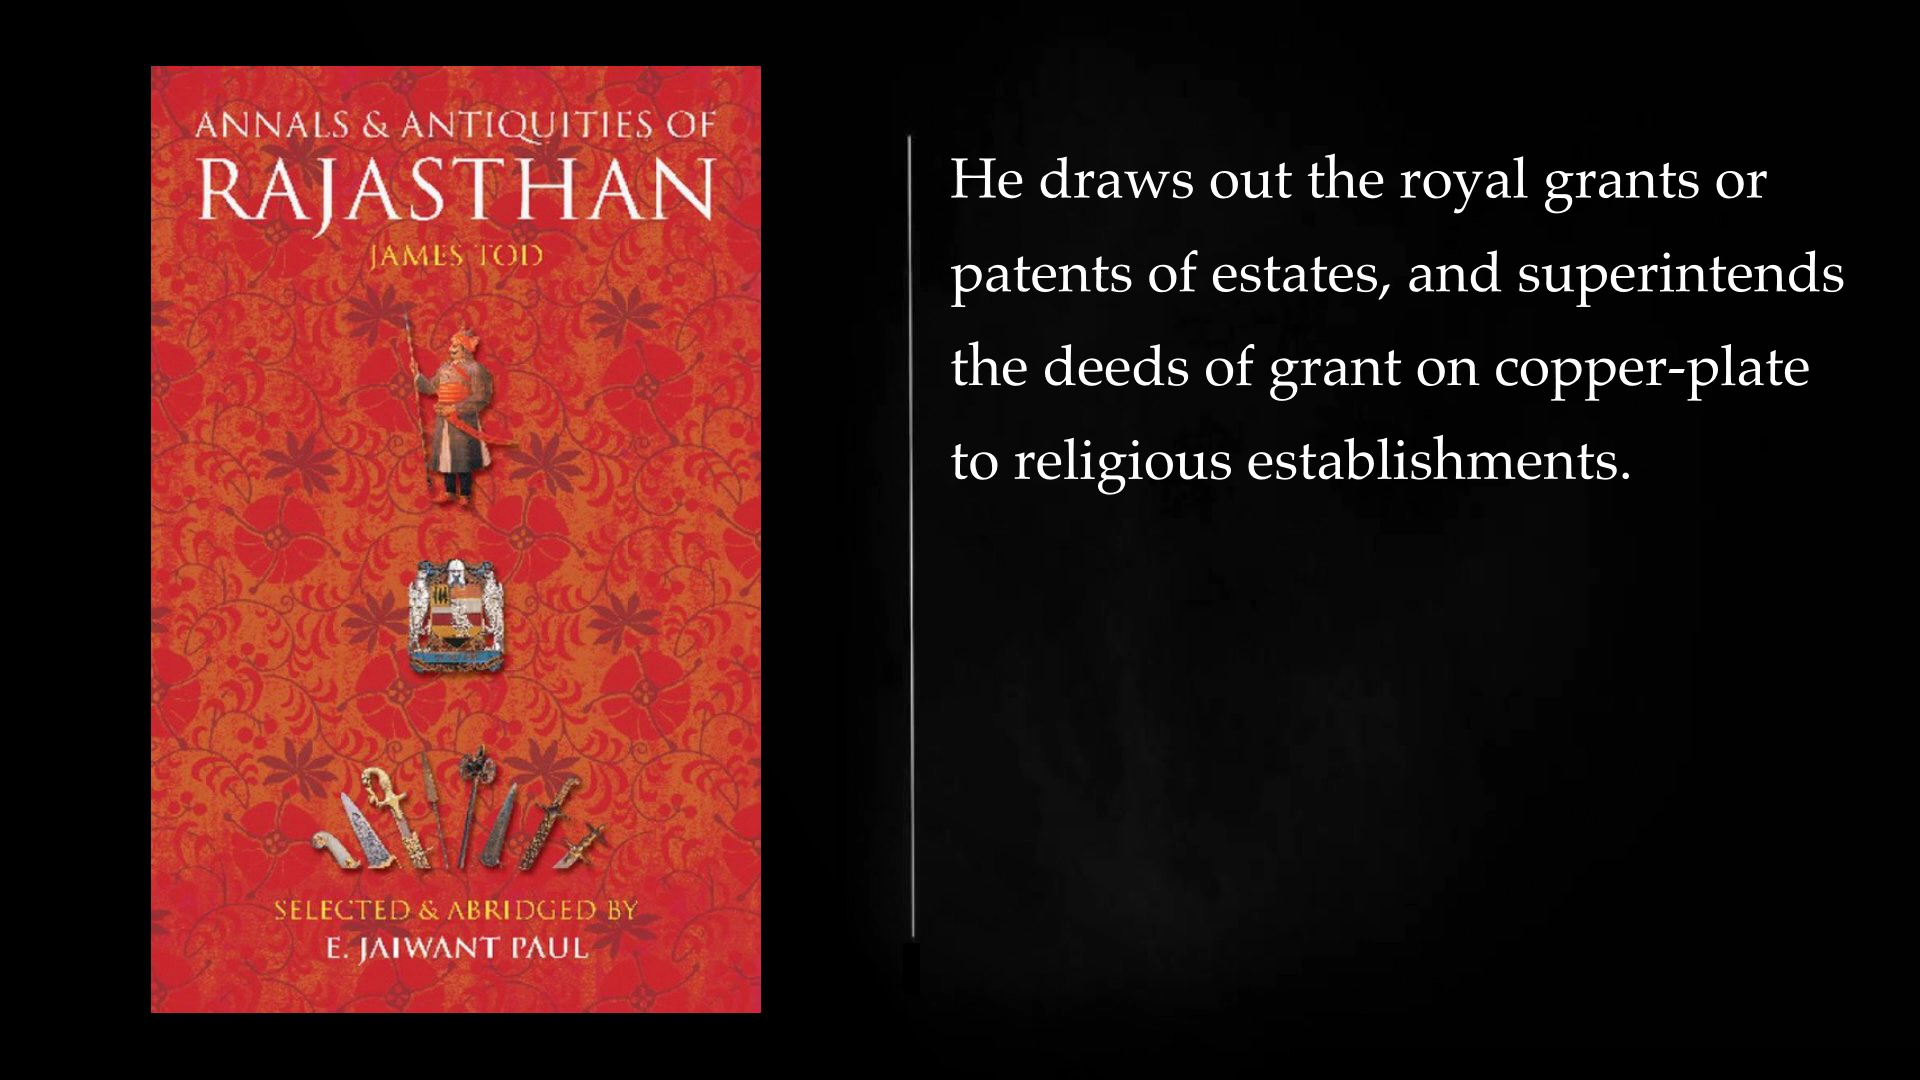 ANNALS & ANTIQUITIES OF
RAJASTHAN
JAMES TOD
SELECTED & ABRIDGED BY
E. JAIWANT PAUL
He draws out the royal grants or
patents of estates, and superintends
the deeds of grant on copper-plate
to religious establishments.